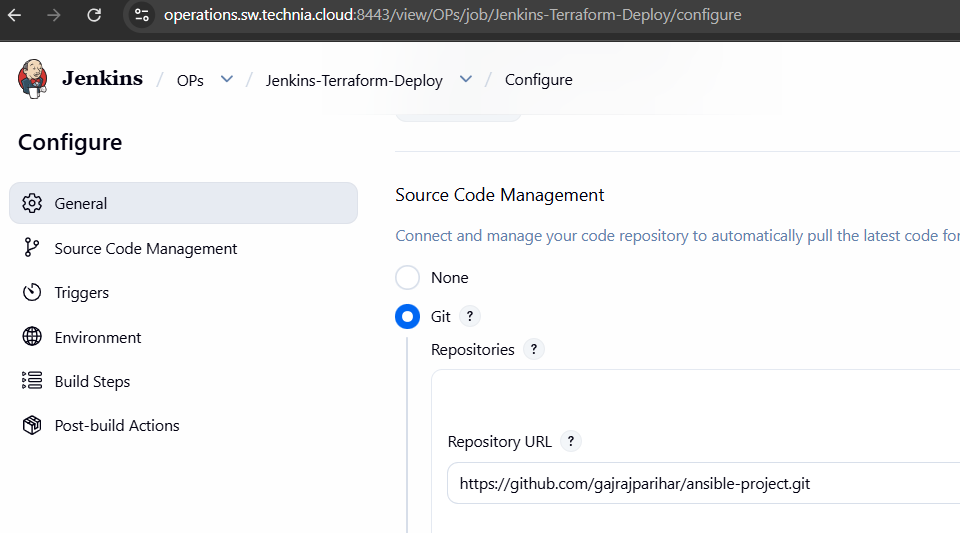 operations.sw.technia.cloud:8443/view/OPs/job/Jenkins-Terraform-Deploy/configure
Jenkins / OPs / Jenkins-Terraform-Deploy / Configure
Configure
General
Source Code Management
Triggers
Environment
Build Steps
Post-build Actions
Source Code Management
Connect and manage your code repository to automatically pull the latest code for
None
Git ?
Repositories ?
Repository URL ?
https://github.com/gajrajparihar/ansible-project.git